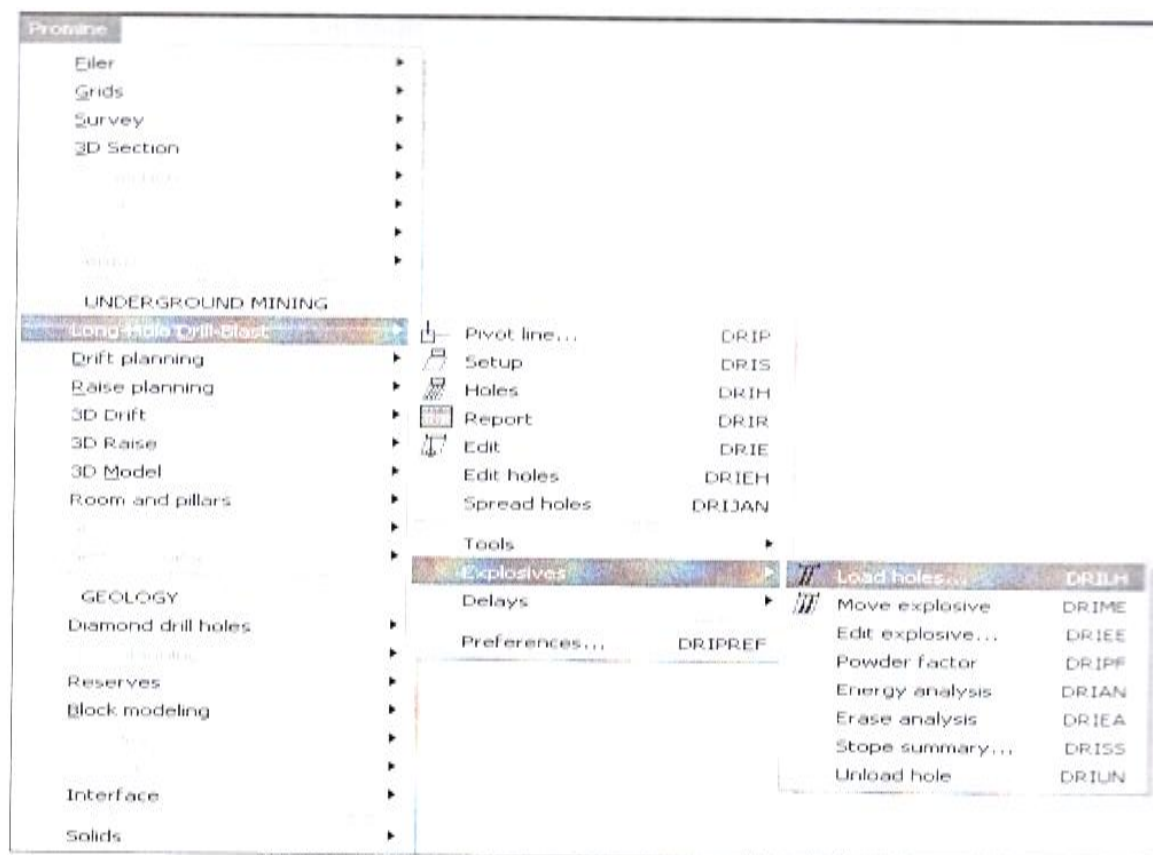 Promine
Filer
Grids
Survey
3D Section
UNDERGROUND MINING
Long-Hole Drill-Blast
Drift planning
Raise planning
3D Drift
3D Raise
3D Model
Room and pillars
GEOLOGY
Diamond drill holes
Reserves
Block modeling
Interface
Solids
Pivot line... DRIP
Setup DRIS
Holes DRIH
Report DRIR
Edit DRIE
Edit holes DRIEH
Spread holes DRIJAN
Tools
Explosives
Delays
Preferences... DRIPREF
Load holes... DRILH
Move explosive DRIME
Edit explosive... DRIEE
Powder factor DRIPF
Energy analysis DRIAN
Erase analysis DRIEA
Stope summary... DRISS
Unload hole DRIUN